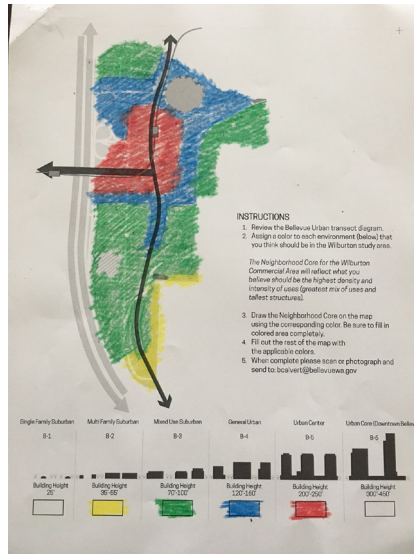 INSTRUCTIONS
1. Review the Bellevue Urban transect diagram.
2. Assign a color to each environment (below) that
you think should be in the Wilburton study area.
The Neighborhood Core for the Wilburton
Commercial Area will reflect what you
believe should be the highest density and
intensity of uses (greatest mix of uses and
tallest structures).
3. Draw the Neighborhood Core on the map
using the corresponding color. Be sure to fill in
colored area completely.
4. Fill out the rest of the map with
the applicable colors.
5. When complete please scan or photograph and
send to: bcalvert@bellevuewa.gov
Single Family Suburban Multi Family Suburban Mixed Use Suburban General Urban Urban Center Urban Core (Downtown Bellev
B-1 B-2 B-3 B-4 B-5 B-6
Building Height Building Height Building Height Building Height Building Height Building Height
26' 36'-65' 70'-100' 120'-160' 200'-250' 300'-450'